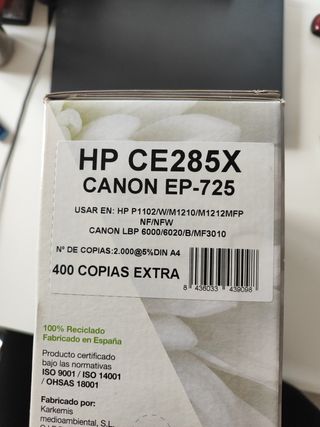 HP CE285X
CANON EP-725
USAR EN: HP P1102/W/M1210/M1212MFP
NF/NFW
CANON LBP 6000/6020/B/MF3010
Nº DE COPIAS:2.000@5%DIN A4
400 COPIAS EXTRA
8 436033 439098
100% Reciclado
Fabricado en España
Producto certificado
bajo las normativas
ISO 9001 / ISO 14001
/ OHSAS 18001
Fabricado por:
Karkemis
medioambiental, S.L.